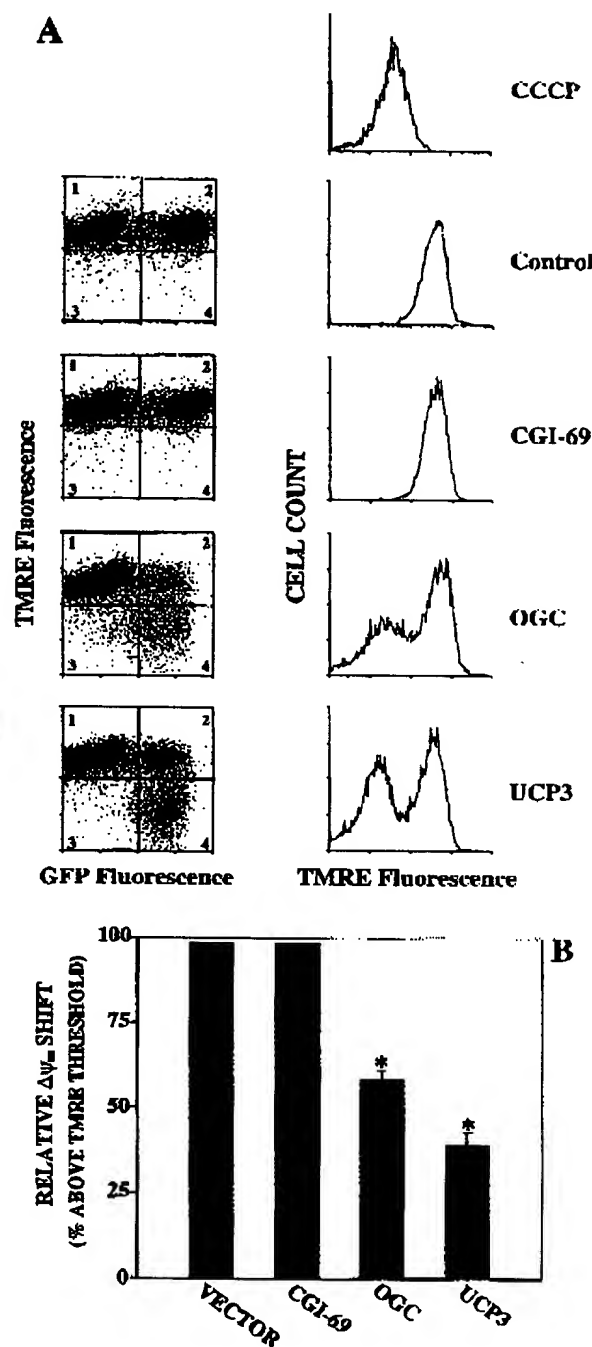 A
CCCP
1 2
3 4
Control
1 2
3 4
CGI-69
1 2
3 4
OGC
1 2
3 4
UCP3
TMRE Fluorescence
CELL COUNT
GFP Fluorescence
TMRE Fluorescence
B
RELATIVE Δψm SHIFT
(% ABOVE TMRE THRESHOLD)
100
75
50
25
0
*
*
VECTOR
CGI-69
OGC
UCP3